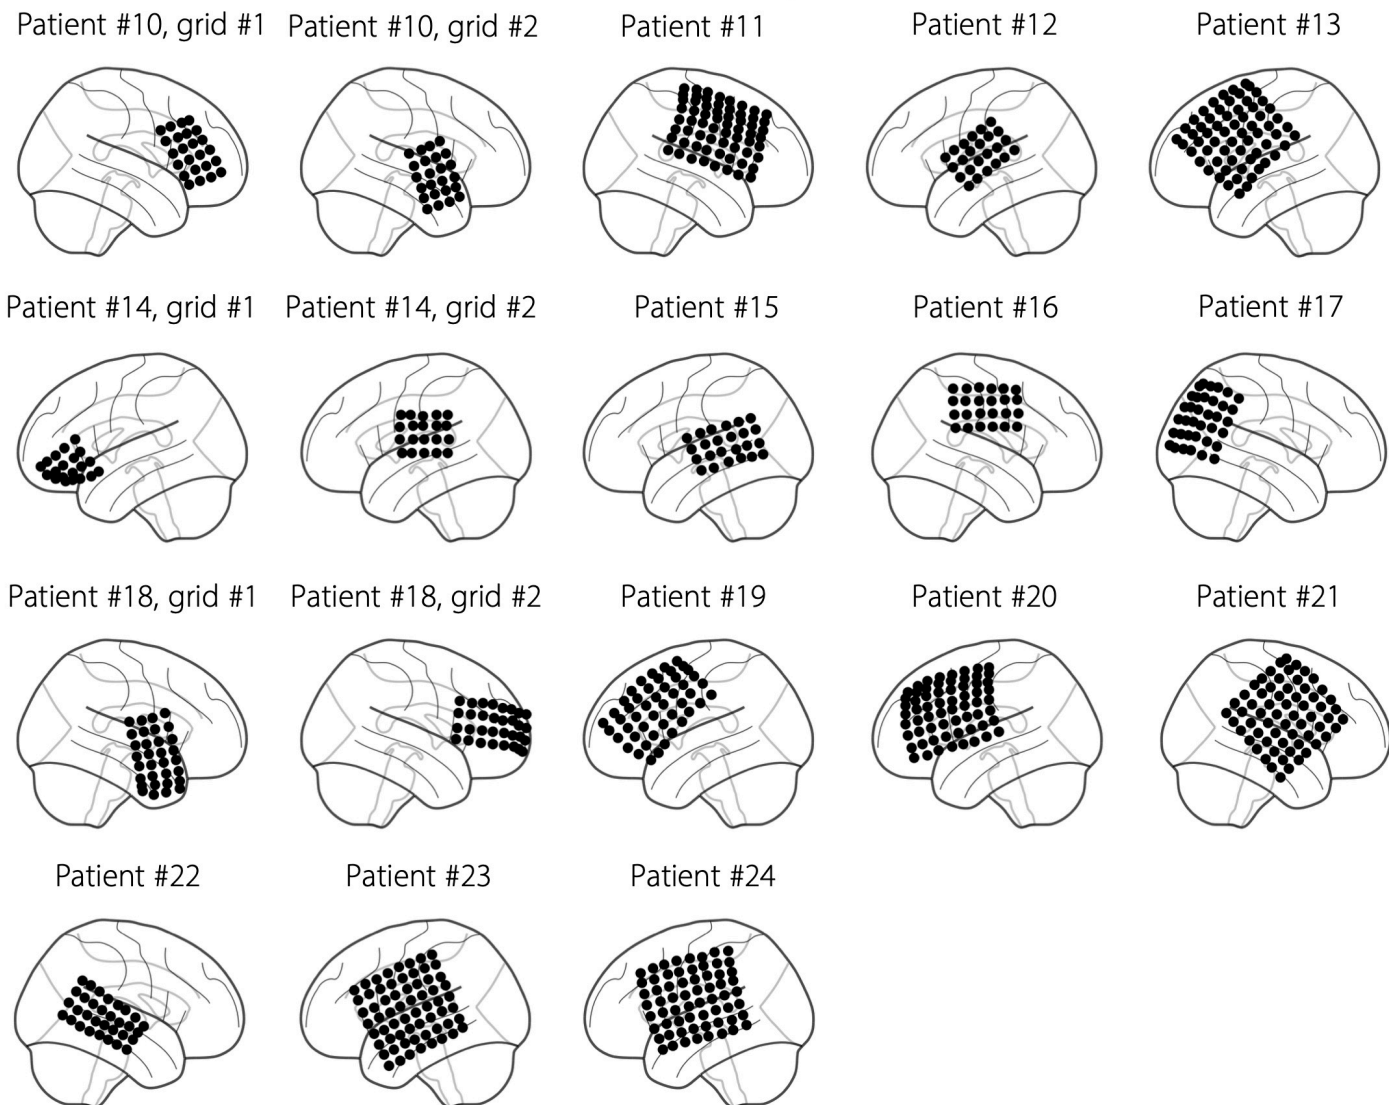 Patient #10, grid #1
Patient #10, grid #2
Patient #11
Patient #12
Patient #13
Patient #14, grid #1
Patient #14, grid #2
Patient #15
Patient #16
Patient #17
Patient #18, grid #1
Patient #18, grid #2
Patient #19
Patient #20
Patient #21
Patient #22
Patient #23
Patient #24